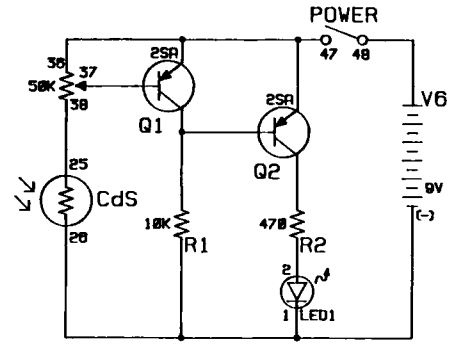 POWER
47 48
36
37
50K
38
2SA
Q1
2SA
Q2
V6
9V
(-)
25
CdS
26
10K
R1
470
R2
2
1 LED1